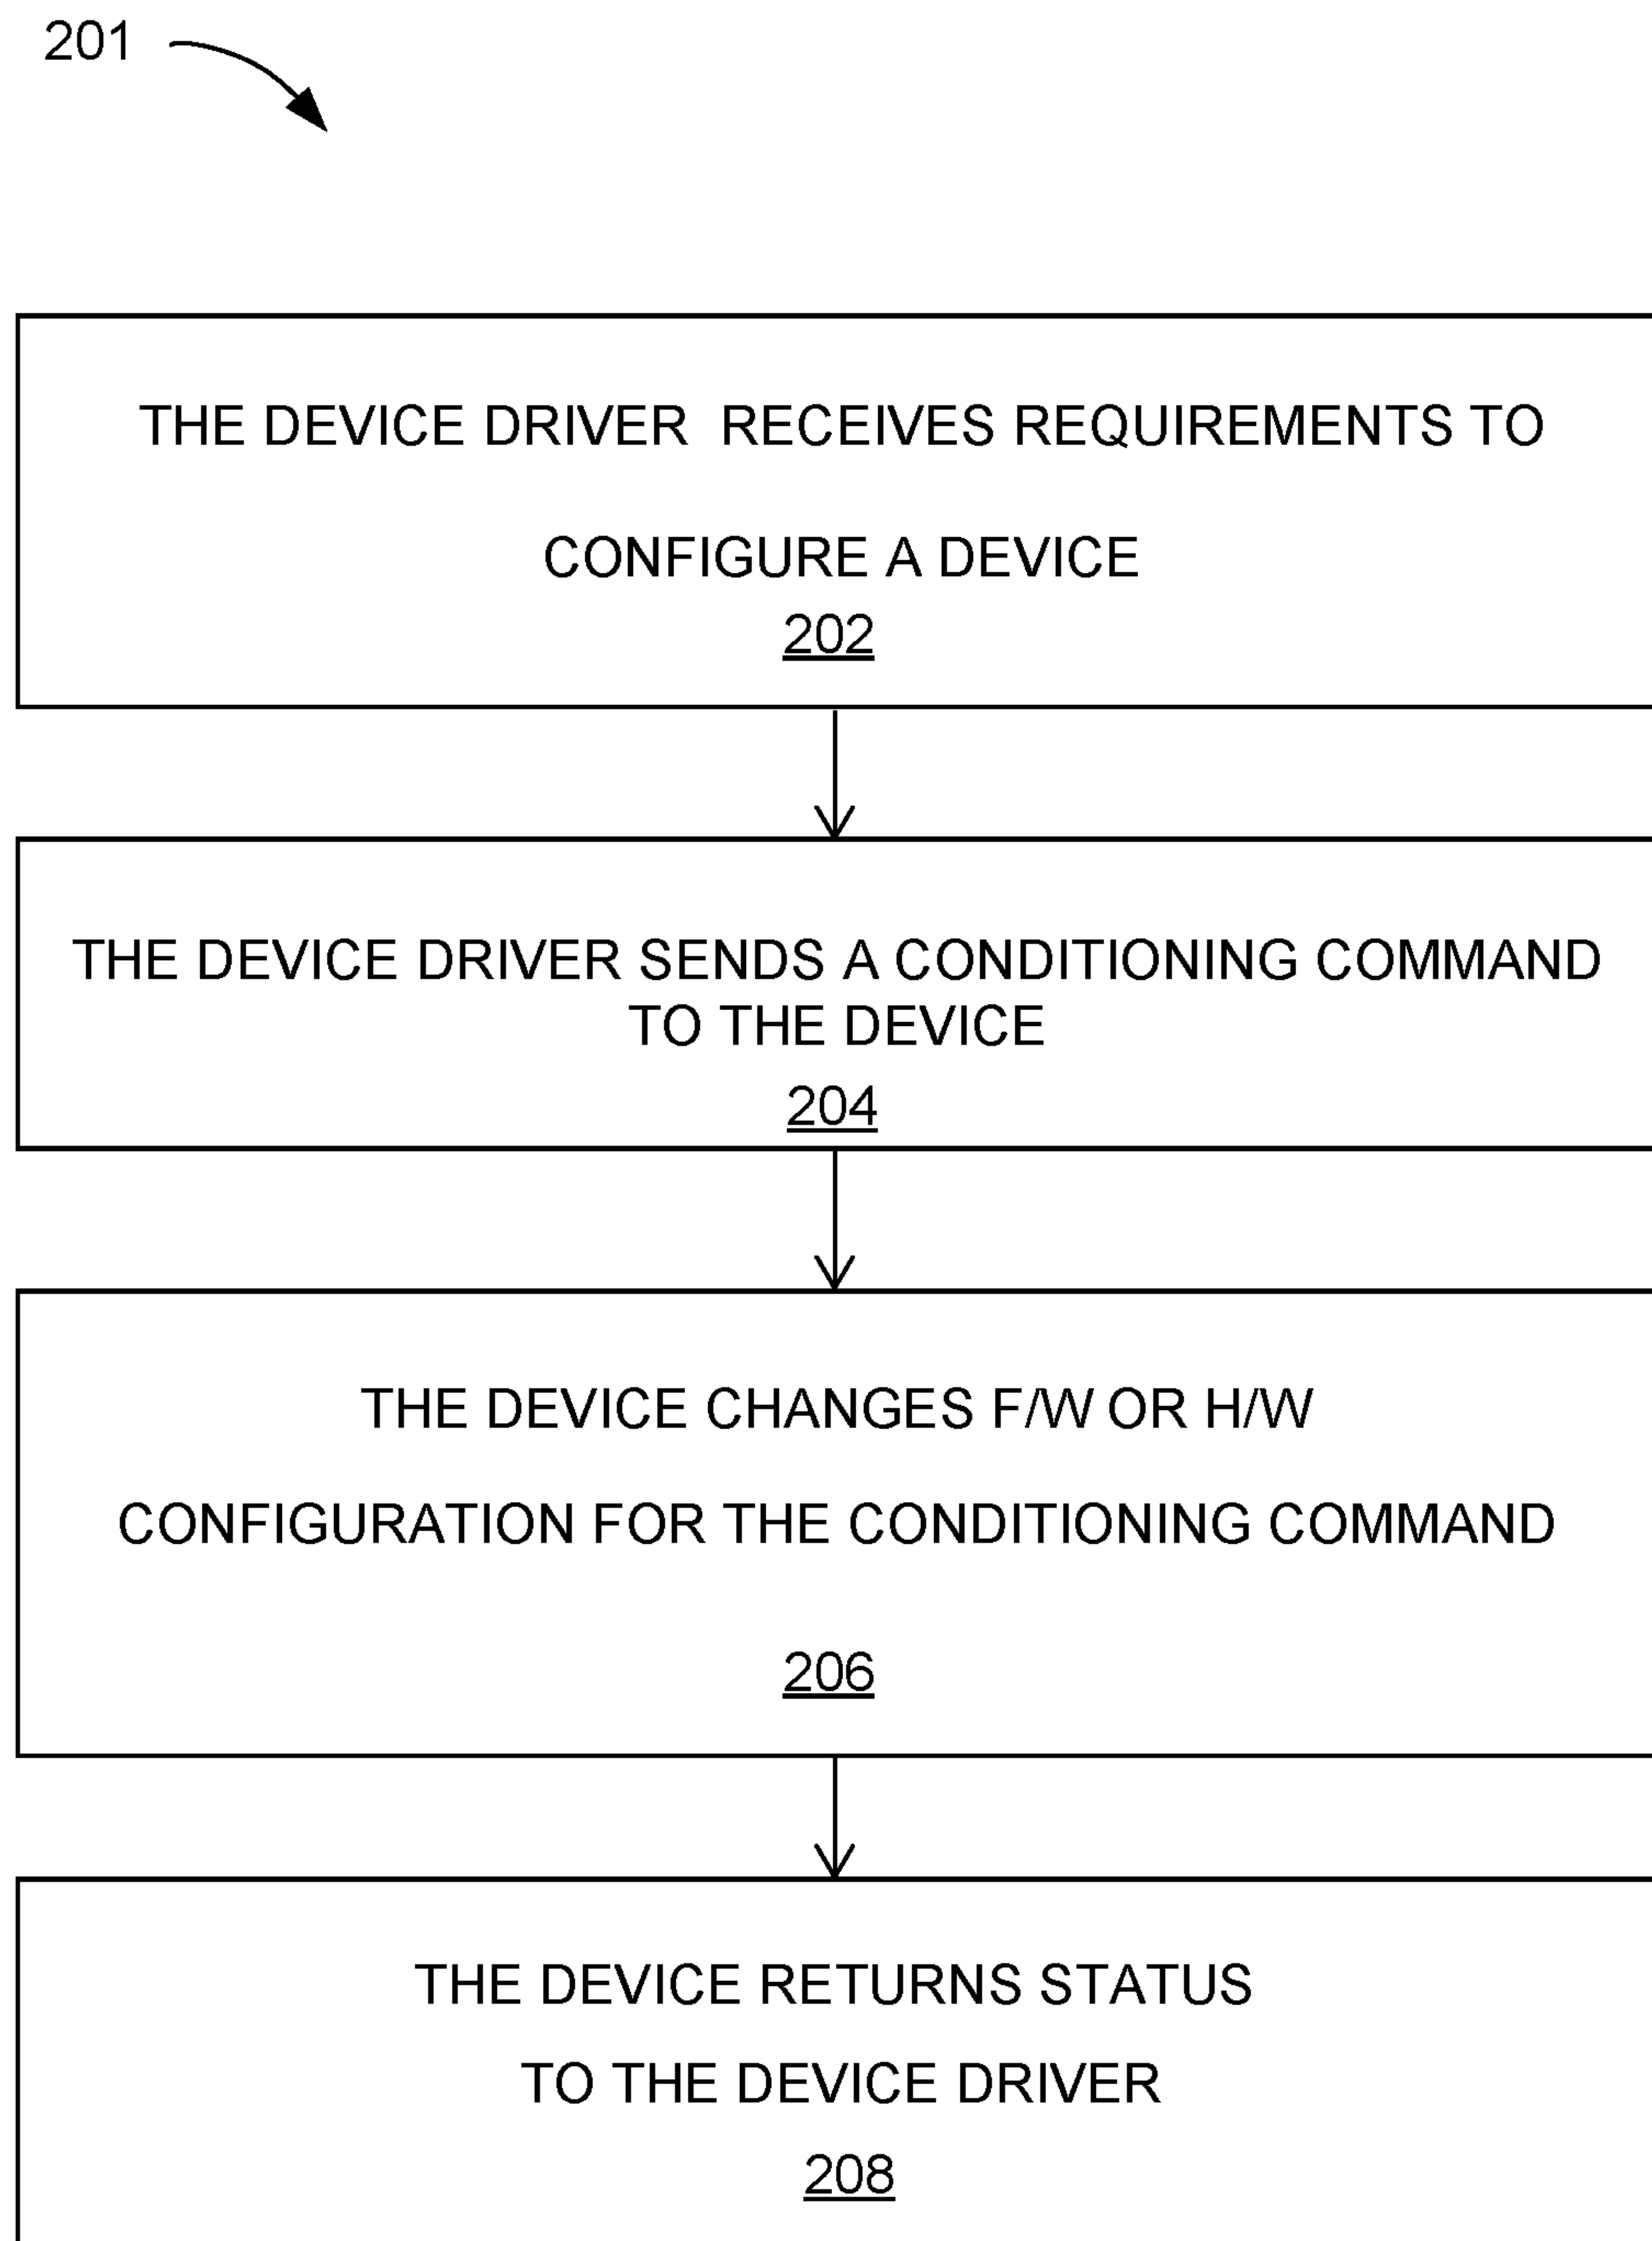 201
THE DEVICE DRIVER RECEIVES REQUIREMENTS TO
CONFIGURE A DEVICE
202
THE DEVICE DRIVER SENDS A CONDITIONING COMMAND
TO THE DEVICE
204
THE DEVICE CHANGES F/W OR H/W
CONFIGURATION FOR THE CONDITIONING COMMAND
206
THE DEVICE RETURNS STATUS
TO THE DEVICE DRIVER
208